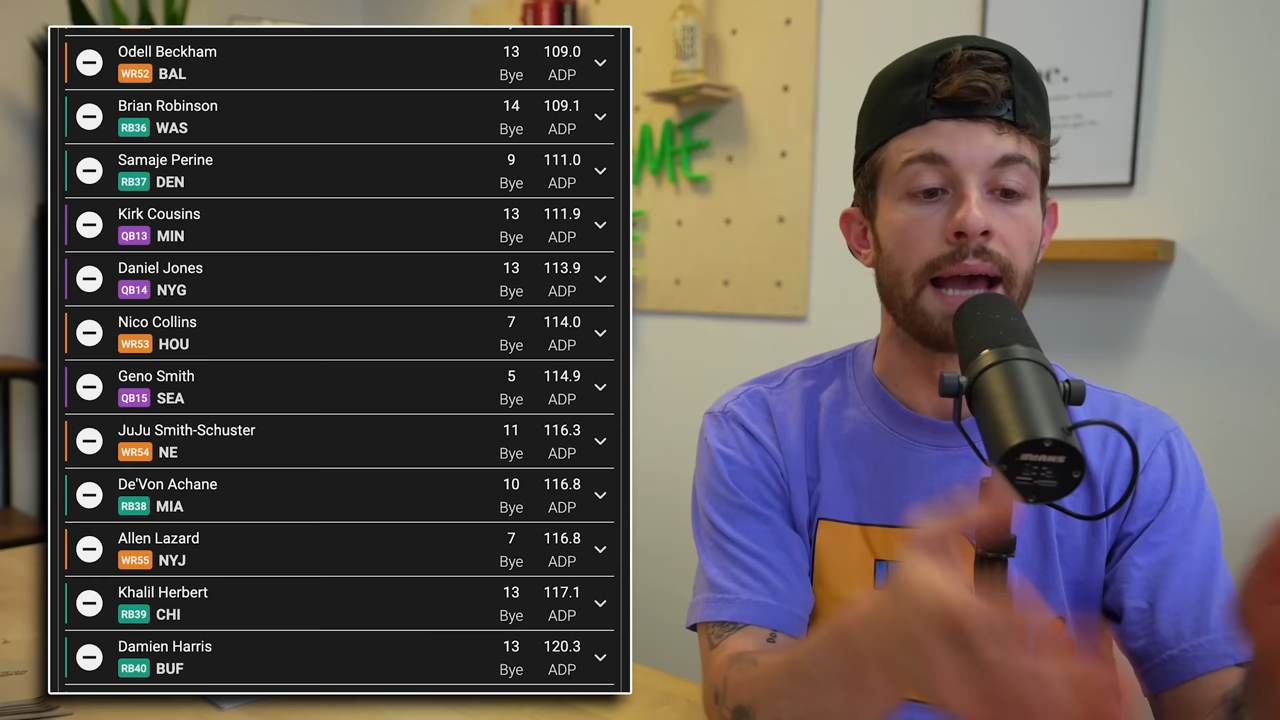 Odell Beckham 13 109.0
WR52 BAL Bye ADP
Brian Robinson 14 109.1
RB36 WAS Bye ADP
Samaje Perine 9 111.0
RB37 DEN Bye ADP
Kirk Cousins 13 111.9
QB13 MIN Bye ADP
Daniel Jones 13 113.9
QB14 NYG Bye ADP
Nico Collins 7 114.0
WR53 HOU Bye ADP
Geno Smith 5 114.9
QB15 SEA Bye ADP
JuJu Smith-Schuster 11 116.3
WR54 NE Bye ADP
De'Von Achane 10 116.8
RB38 MIA Bye ADP
Allen Lazard 7 116.8
WR55 NYJ Bye ADP
Khalil Herbert 13 117.1
RB39 CHI Bye ADP
Damien Harris 13 120.3
RB40 BUF Bye ADP
ME